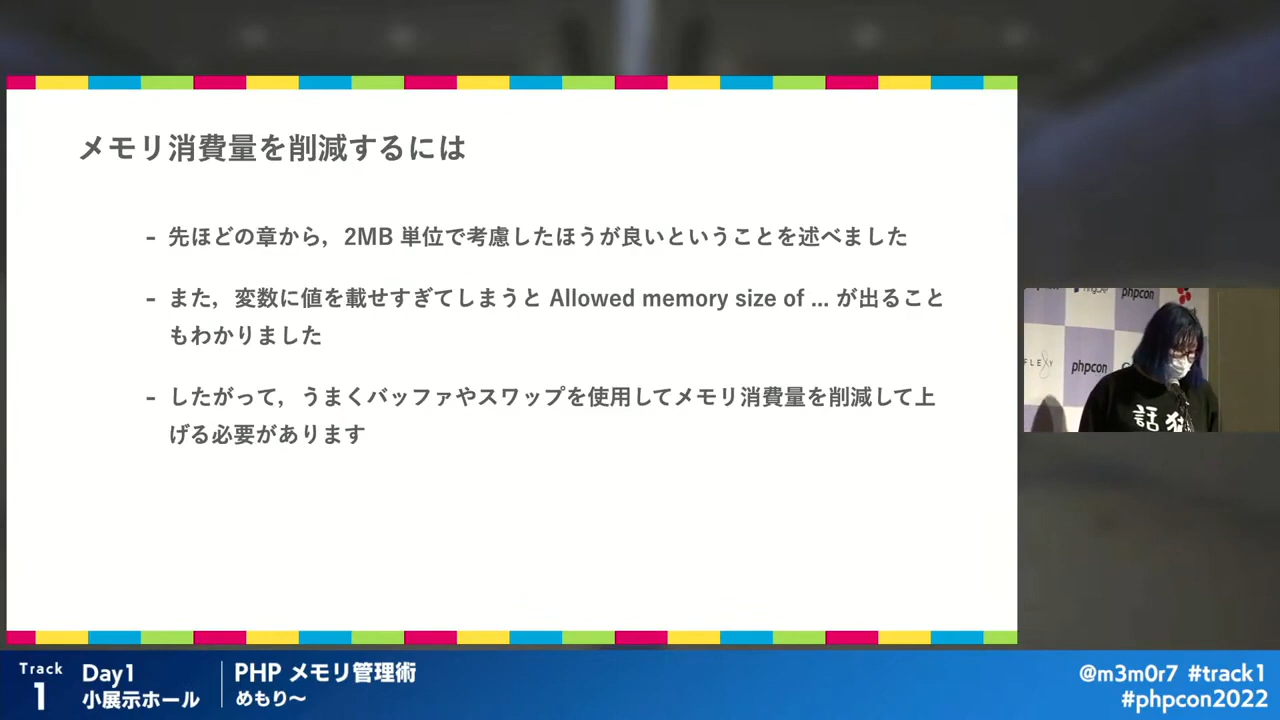 メモリ消費量を削減するには
- 先ほどの章から，2MB 単位で考慮したほうが良いということを述べました
- また，変数に値を載せすぎてしまうと Allowed memory size of ... が出ること
もわかりました
- したがって，うまくバッファやスワップを使用してメモリ消費量を削減して上
げる必要があります
phpcon
FLEXY
phpcon
話
Track
1
Day1
小展示ホール
PHP メモリ管理術
めもり〜
@m3m0r7 #track1
#phpcon2022